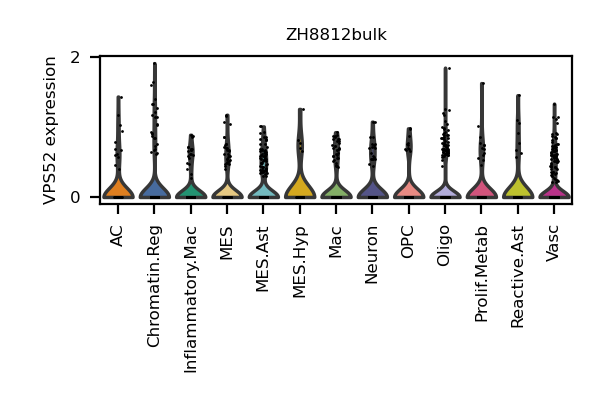 ZH8812bulk
VPS52 expression
2
0
AC
Chromatin.Reg
Inflammatory.Mac
MES
MES.Ast
MES.Hyp
Mac
Neuron
OPC
Oligo
Prolif.Metab
Reactive.Ast
Vasc